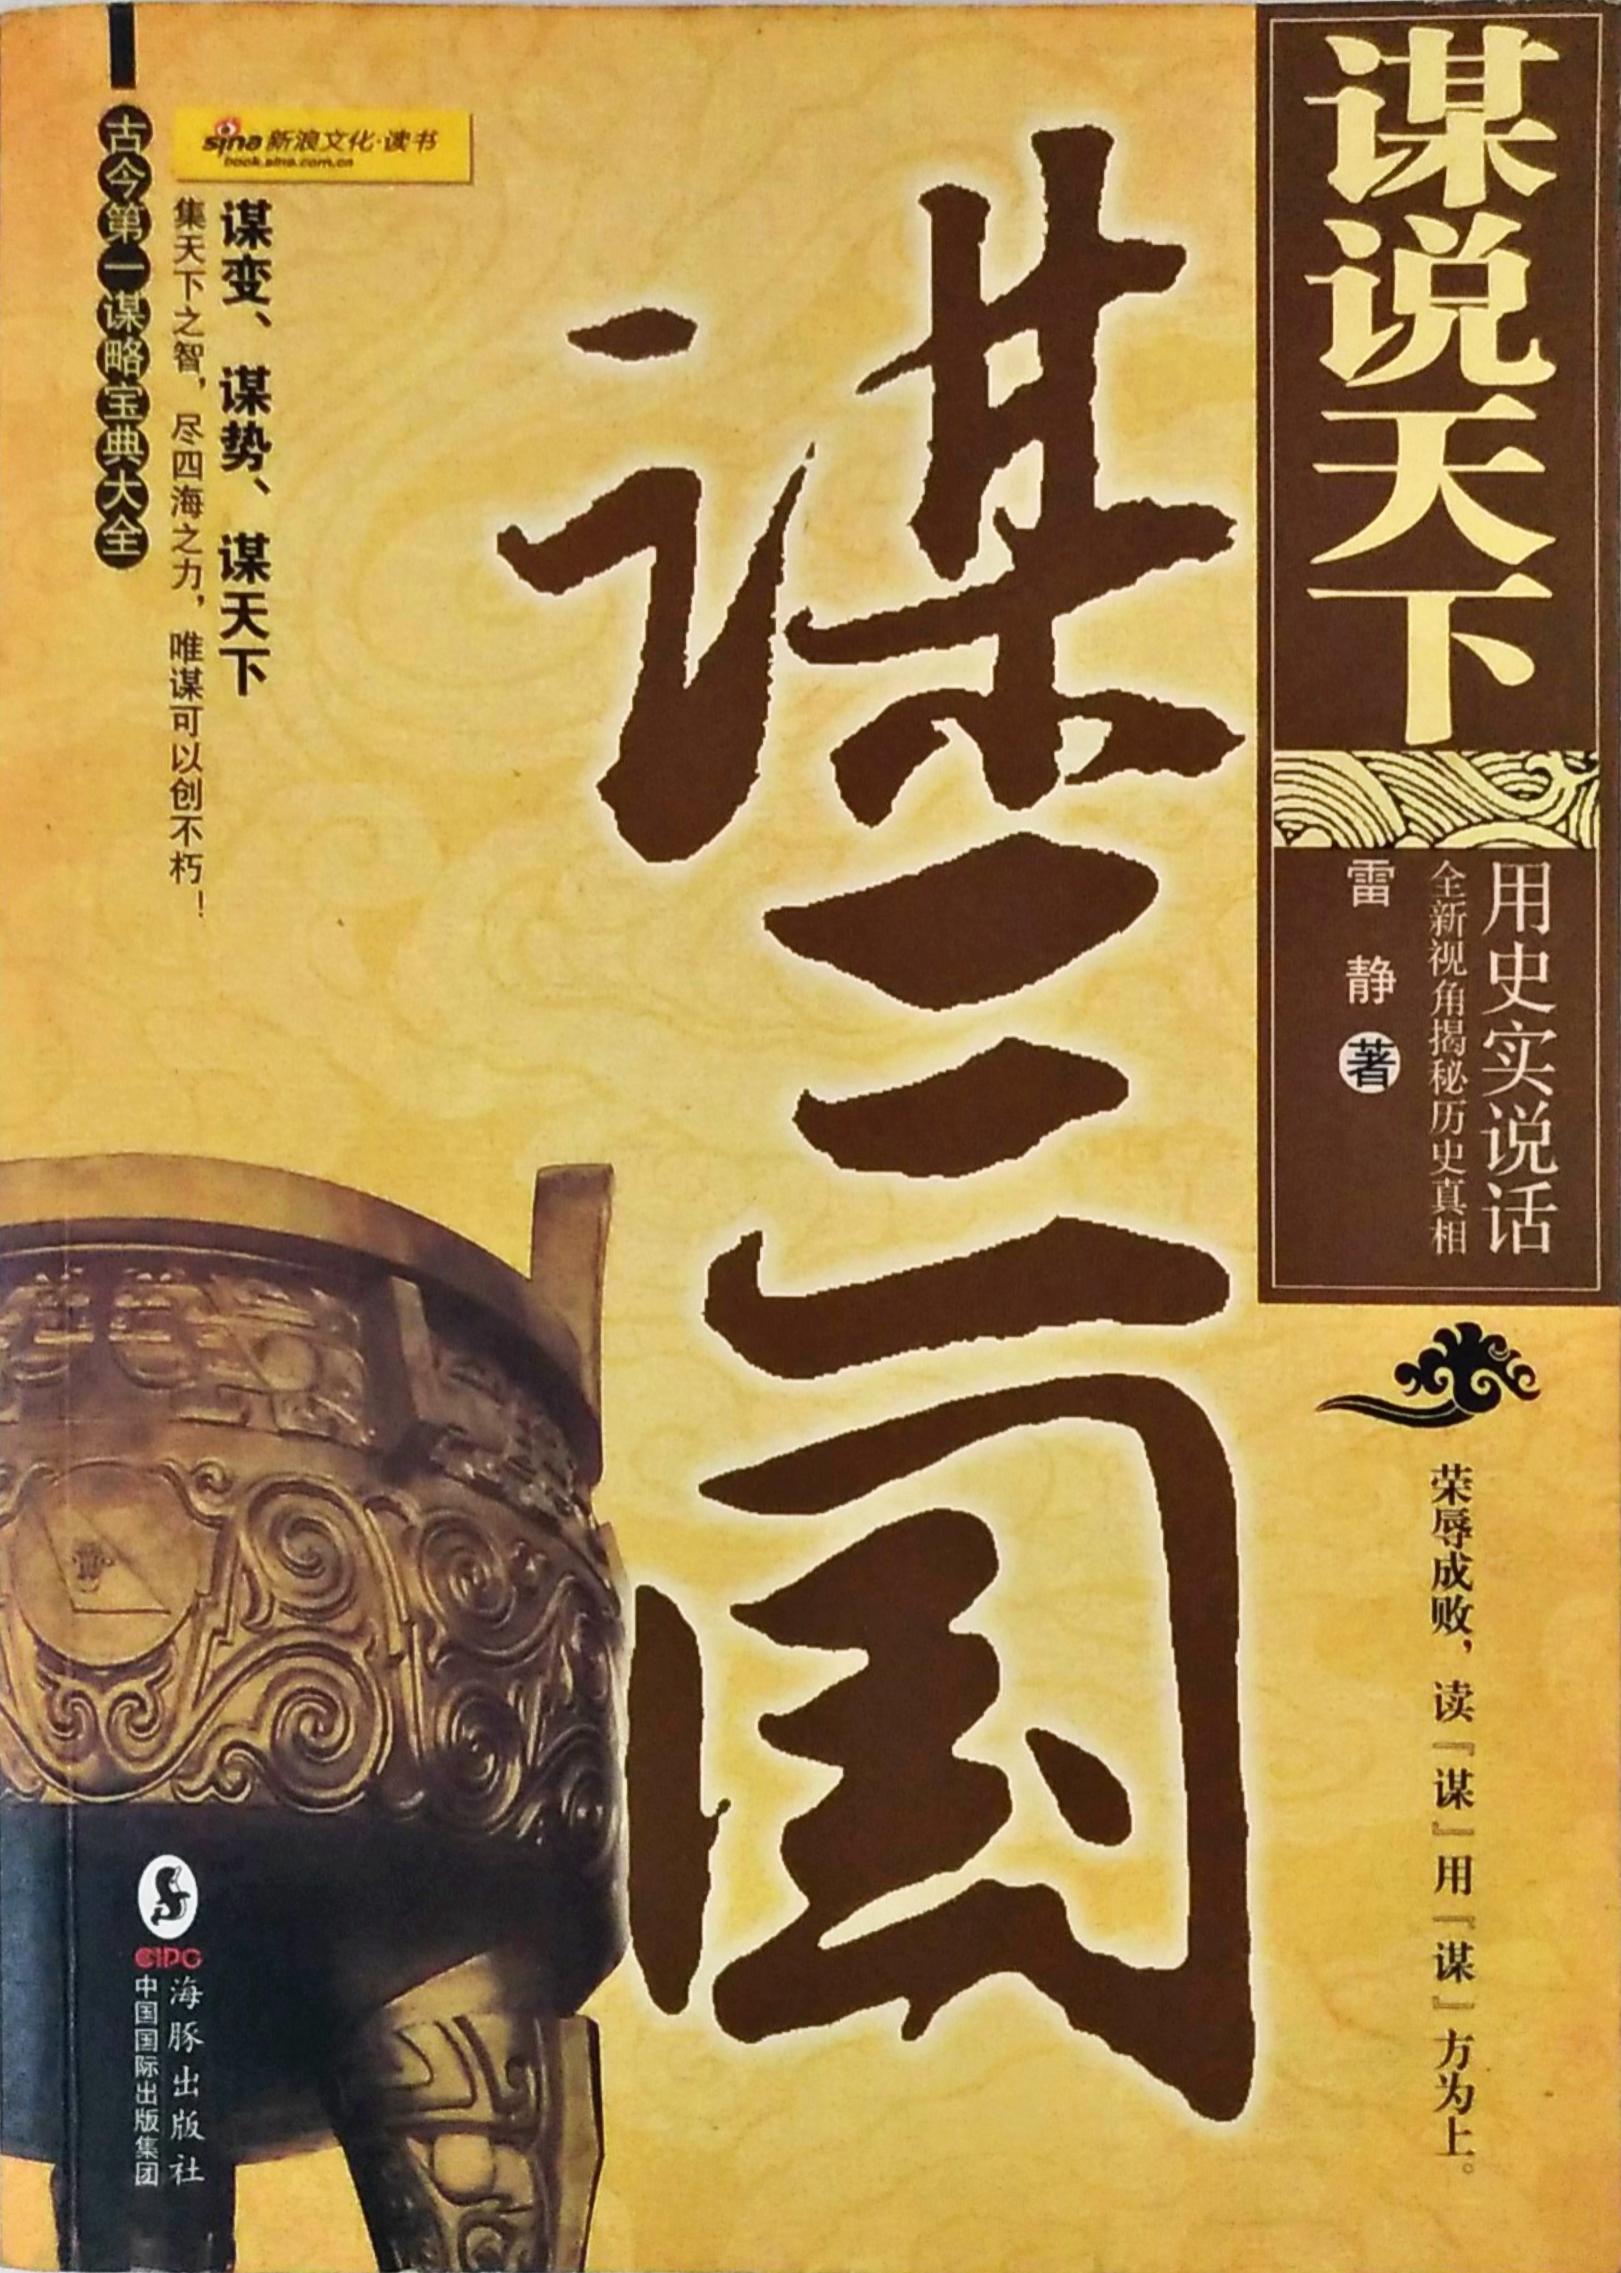 谋说天下
用史实说话
全新视角揭秘历史真相
雷静著
荣辱成败，读『谋』用『谋』方为上。
谋三国
sina新浪文化·读书
book.sina.com.cn
谋变、谋势、谋天下
集天下之智，尽四海之力，唯谋可以创不朽！
古今第一谋略宝典大全
CIPG
海豚出版社
中国国际出版集团